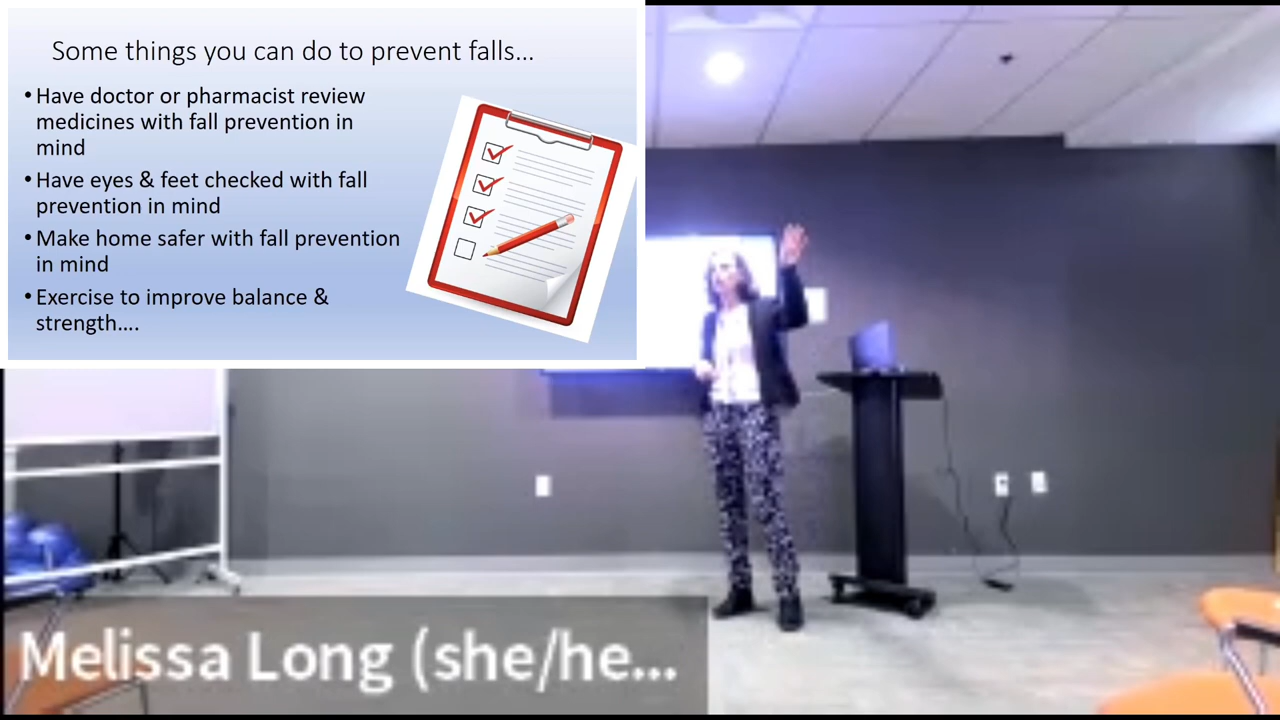 Some things you can do to prevent falls...
• Have doctor or pharmacist review
medicines with fall prevention in
mind
• Have eyes & feet checked with fall
prevention in mind
• Make home safer with fall prevention
in mind
• Exercise to improve balance &
strength....
Melissa Long (she/he...